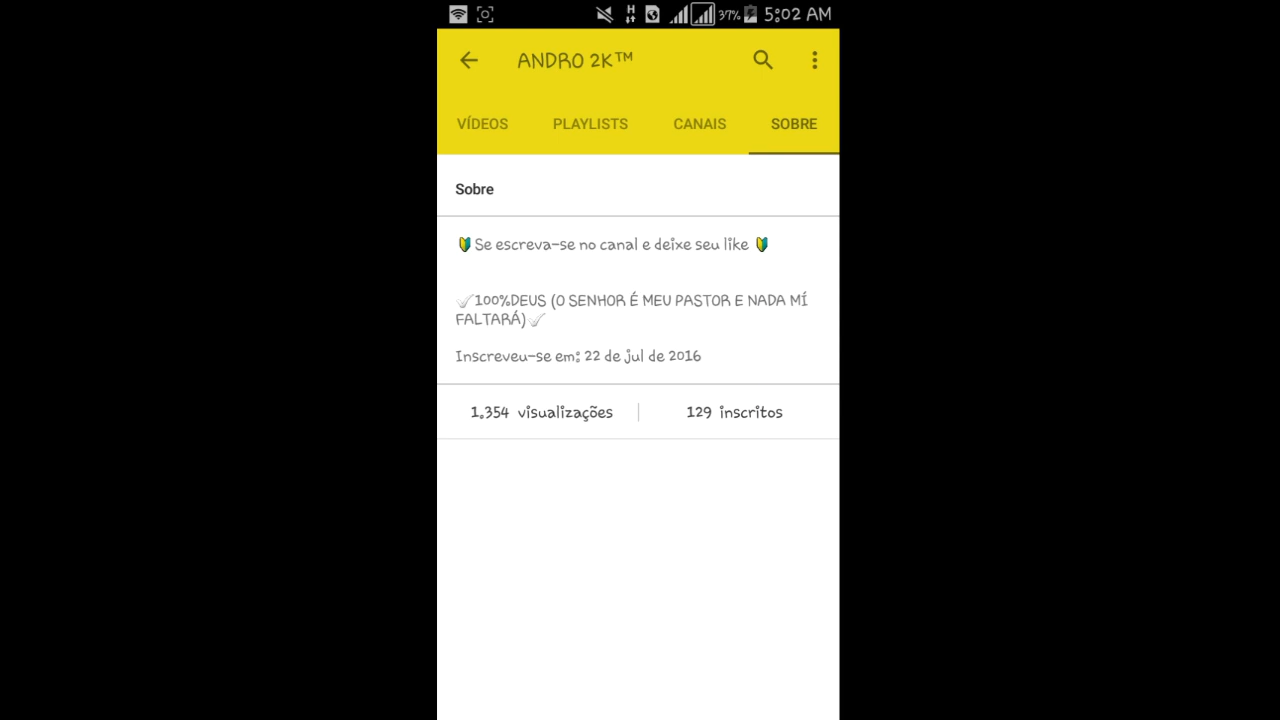 37% 5:02 AM
ANDRO 2K™
VÍDEOS PLAYLISTS CANAIS SOBRE
Sobre
🔰Se escreva-se no canal e deixe seu like 🔰
✅100%DEUS (O SENHOR É MEU PASTOR E NADA MÍ
FALTARÁ)✅
Inscreveu-se em: 22 de jul de 2016
1.354 visualizações | 129 inscritos